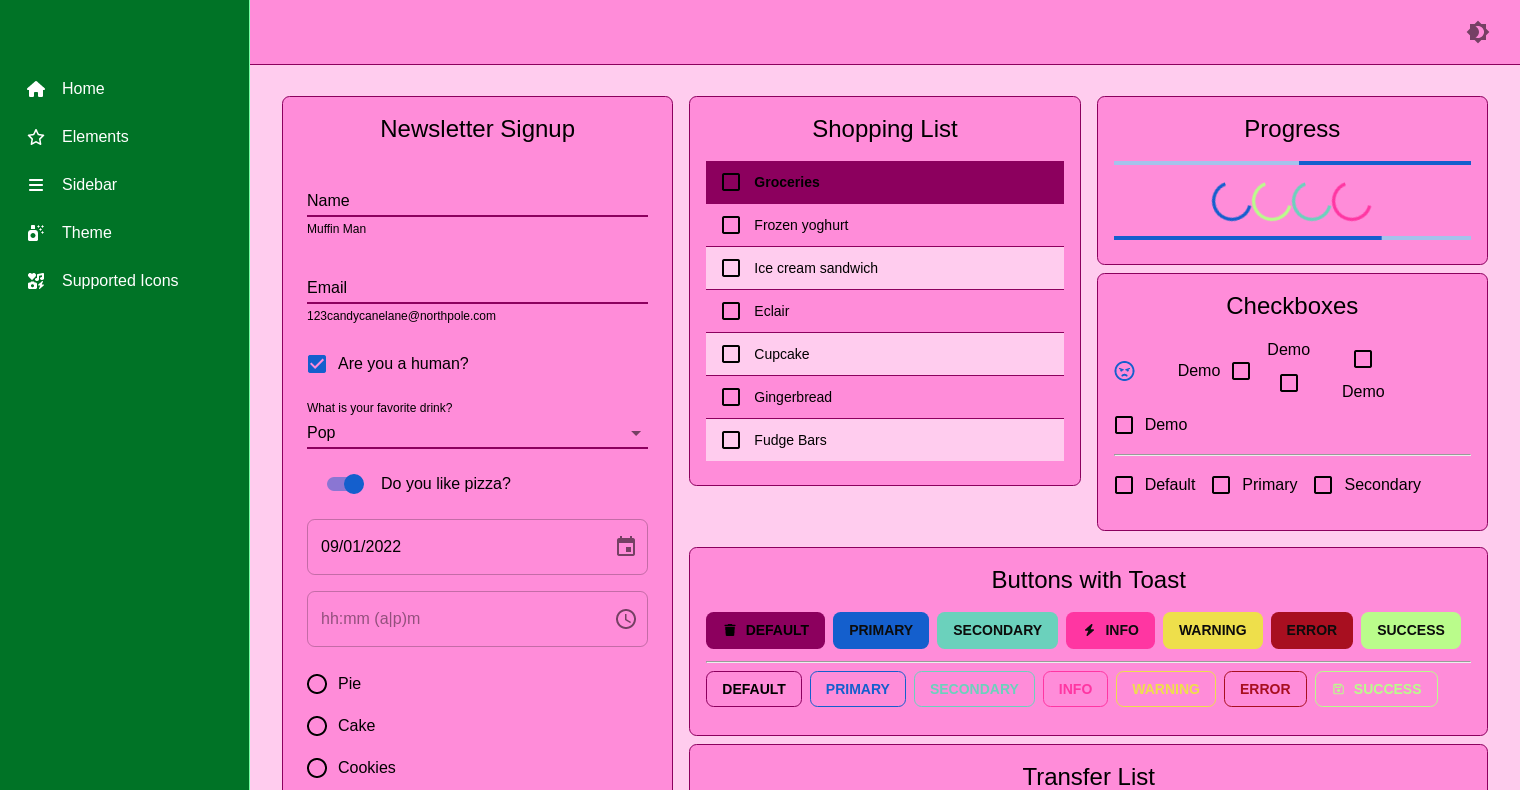 Home
Elements
Sidebar
Theme
Supported Icons
Newsletter Signup
Name
Muffin Man
Email
123candycanelane@northpole.com
Are you a human?
What is your favorite drink?
Pop
Do you like pizza?
09/01/2022
hh:mm (a|p)m
Pie
Cake
Cookies
Shopping List
Groceries
Frozen yoghurt
Ice cream sandwich
Eclair
Cupcake
Gingerbread
Fudge Bars
Progress
Checkboxes
Demo
Demo
Demo
Demo
Default Primary Secondary
Buttons with Toast
DEFAULT PRIMARY SECONDARY INFO WARNING ERROR SUCCESS
DEFAULT PRIMARY SECONDARY INFO WARNING ERROR SUCCESS
Transfer List